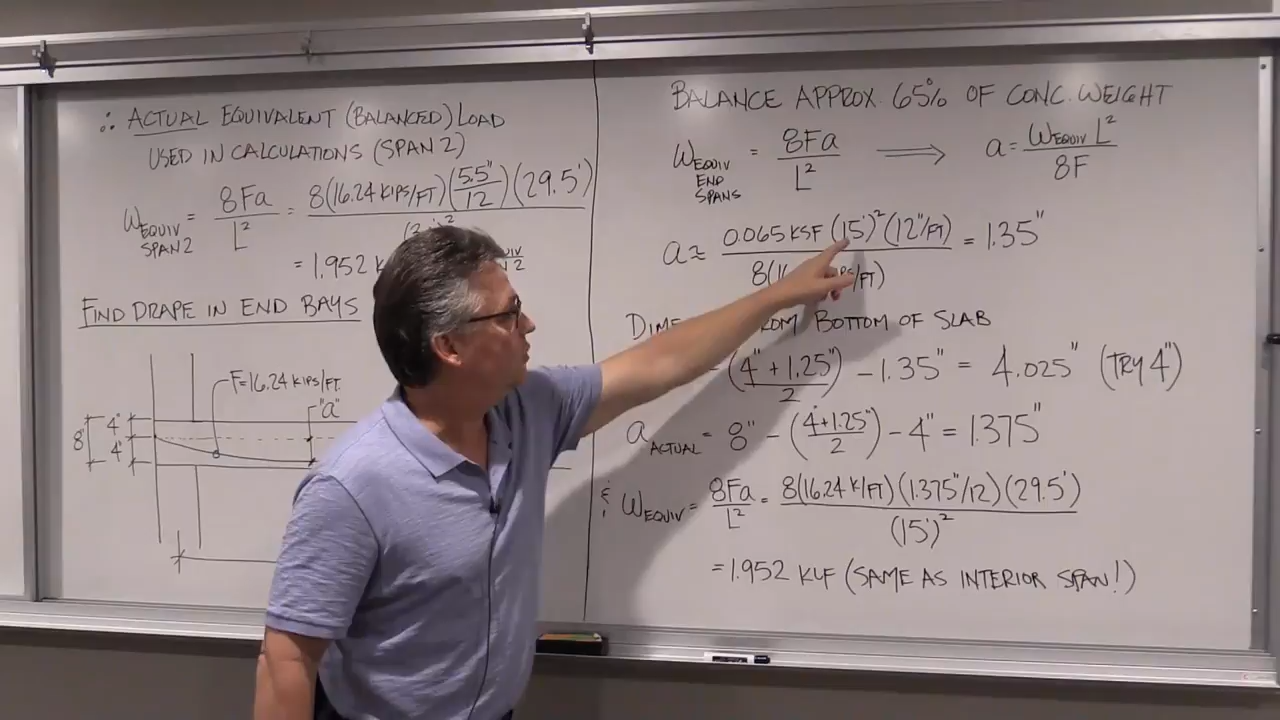 ∴ ACTUAL EQUIVALENT (BALANCED) LOAD
USED IN CALCULATIONS (SPAN 2)
W EQUIV SPAN 2 = 8Fa / L² = 8(16.24 KIPS/FT)(5.5"/12)(29.5')
= 1.952
FIND DRAPE IN END BAYS
F=16.24 KIPS/FT.
"a"
8"
4"
4"
BALANCE APPROX. 65% OF CONC. WEIGHT
W EQUIV END SPANS = 8Fa / L² ⟹ a = W EQUIV L² / 8F
a ≈ 0.065 KSF (15')² (12"/FT) / 8(16 /FT) = 1.35"
FROM BOTTOM OF SLAB
(4" + 1.25") / 2 - 1.35" = 4.025" (TRY 4")
a ACTUAL = 8" - (4+1.25" / 2) - 4" = 1.375"
& W EQUIV = 8Fa / L² = 8(16.24 K/FT)(1.375"/12)(29.5') / (15')²
= 1.952 KLF (SAME AS INTERIOR SPAN!)